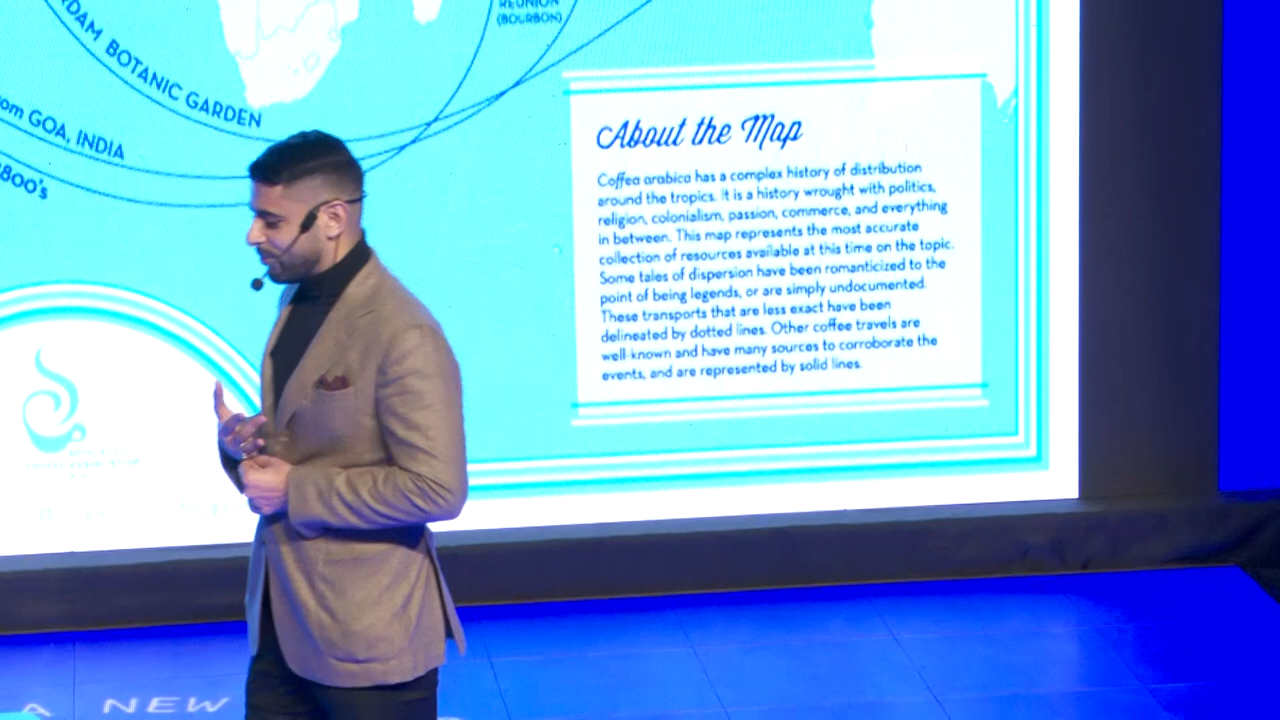 REUNION
(BOURBON)
RDAM BOTANIC GARDEN
om GOA, INDIA
1800's
About the Map
Coffea arabica has a complex history of distribution
around the tropics. It is a history wrought with politics,
religion, colonialism, passion, commerce, and everything
in between. This map represents the most accurate
collection of resources available at this time on the topic.
Some tales of dispersion have been romanticized to the
point of being legends, or are simply undocumented.
These transports that are less exact have been
delineated by dotted lines. Other coffee travels are
well-known and have many sources to corroborate the
events, and are represented by solid lines.
A NEW